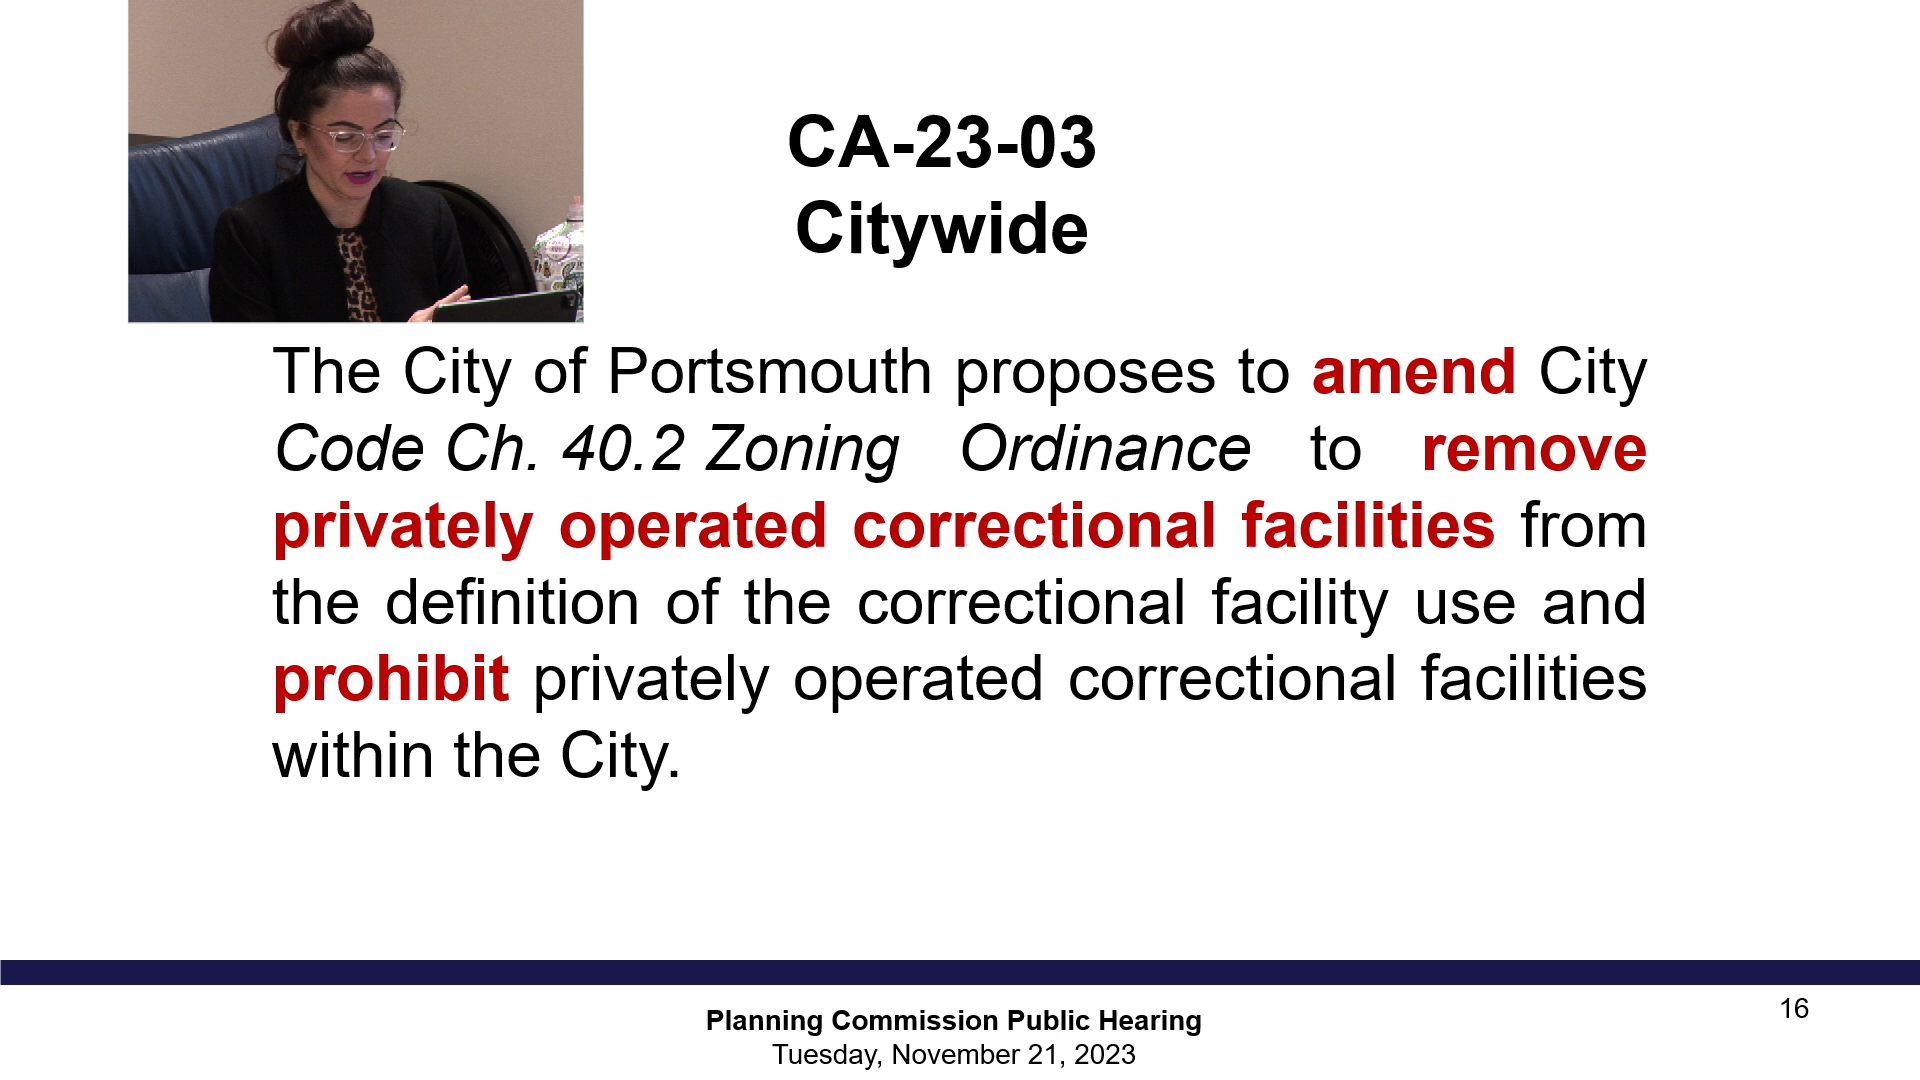 CA-23-03
Citywide
The City of Portsmouth proposes to amend City
Code Ch. 40.2 Zoning Ordinance to remove
privately operated correctional facilities from
the definition of the correctional facility use and
prohibit privately operated correctional facilities
within the City.
Planning Commission Public Hearing
Tuesday, November 21, 2023
16